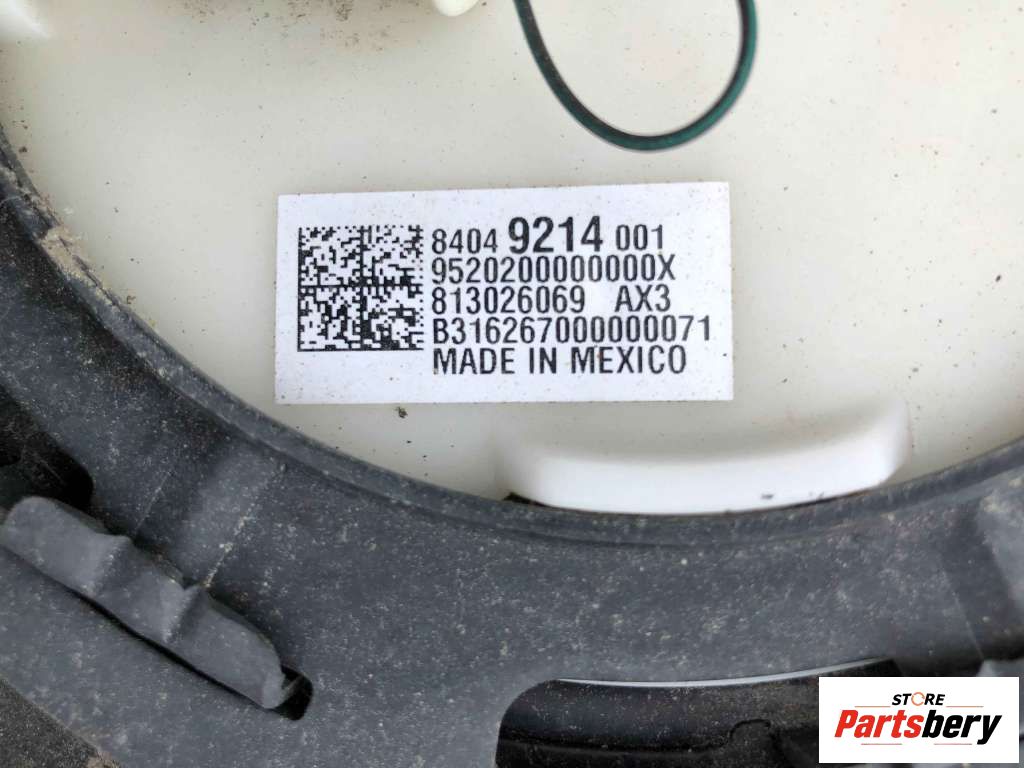 8404 9214 001
9520200000000X
813026069 AX3
B316267000000071
MADE IN MEXICO
STORE
Partsbery